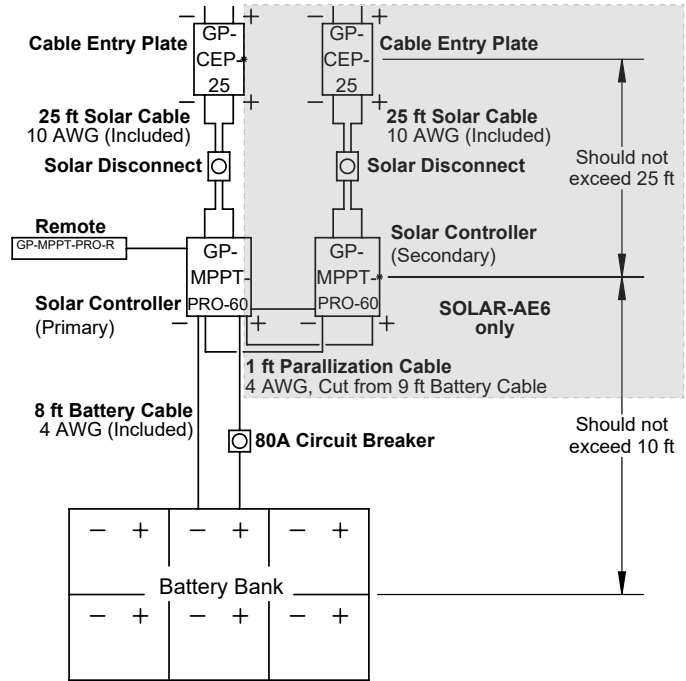 − + − +
Cable Entry Plate
GP-
CEP-*
25
GP-
CEP-
25
Cable Entry Plate
− + − +
25 ft Solar Cable
10 AWG (Included)
25 ft Solar Cable
10 AWG (Included)
Solar Disconnect
Solar Disconnect
Should not
exceed 25 ft
Remote
GP-MPPT-PRO-R
GP-
MPPT-
PRO-60
GP-
MPPT-*
PRO-60
Solar Controller
(Secondary)
Solar Controller
(Primary)
− + − +
SOLAR-AE6
only
1 ft Parallization Cable
4 AWG, Cut from 9 ft Battery Cable
8 ft Battery Cable
4 AWG (Included)
80A Circuit Breaker
Should not
exceed 10 ft
− + − + − +
Battery Bank
− + − + − +